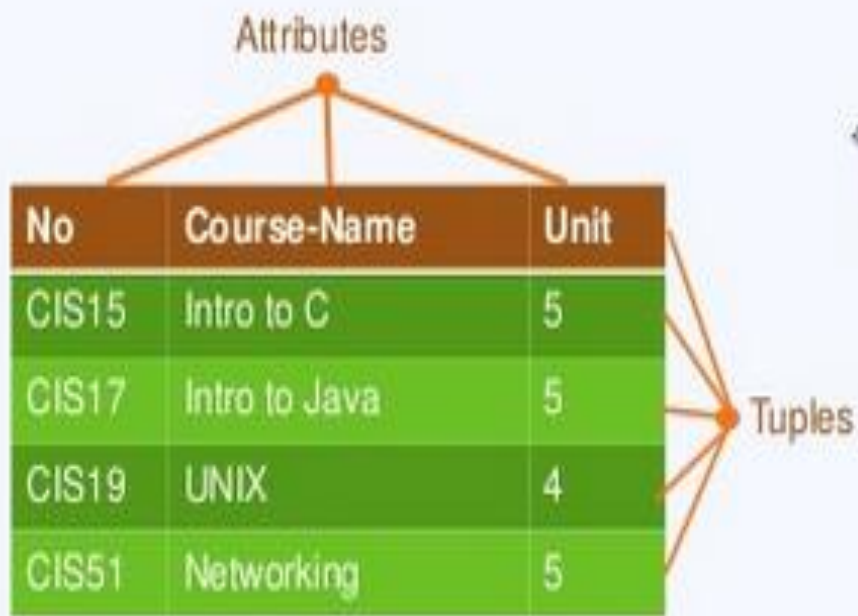 Attributes
No Course-Name Unit
CIS15 Intro to C 5
CIS17 Intro to Java 5
Tuples
CIS19 UNIX 4
CIS51 Networking 5